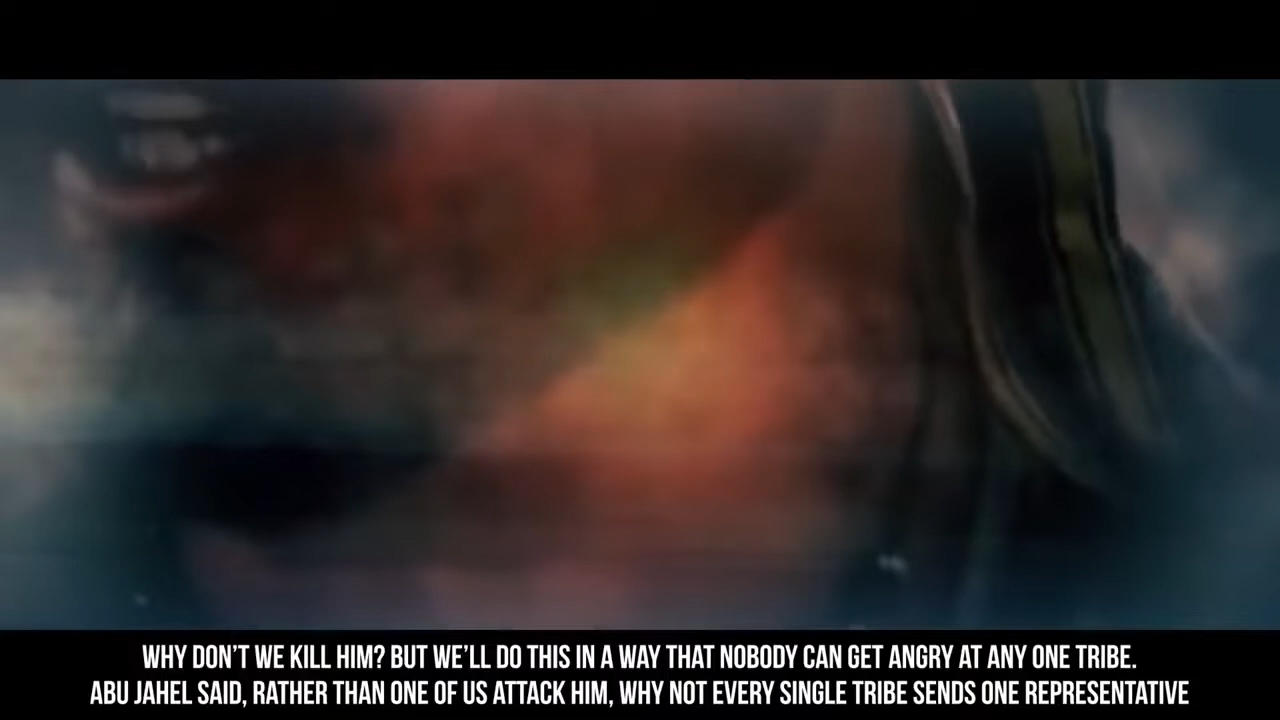 WHY DON'T WE KILL HIM? BUT WE'LL DO THIS IN A WAY THAT NOBODY CAN GET ANGRY AT ANY ONE TRIBE.
ABU JAHEL SAID, RATHER THAN ONE OF US ATTACK HIM, WHY NOT EVERY SINGLE TRIBE SENDS ONE REPRESENTATIVE